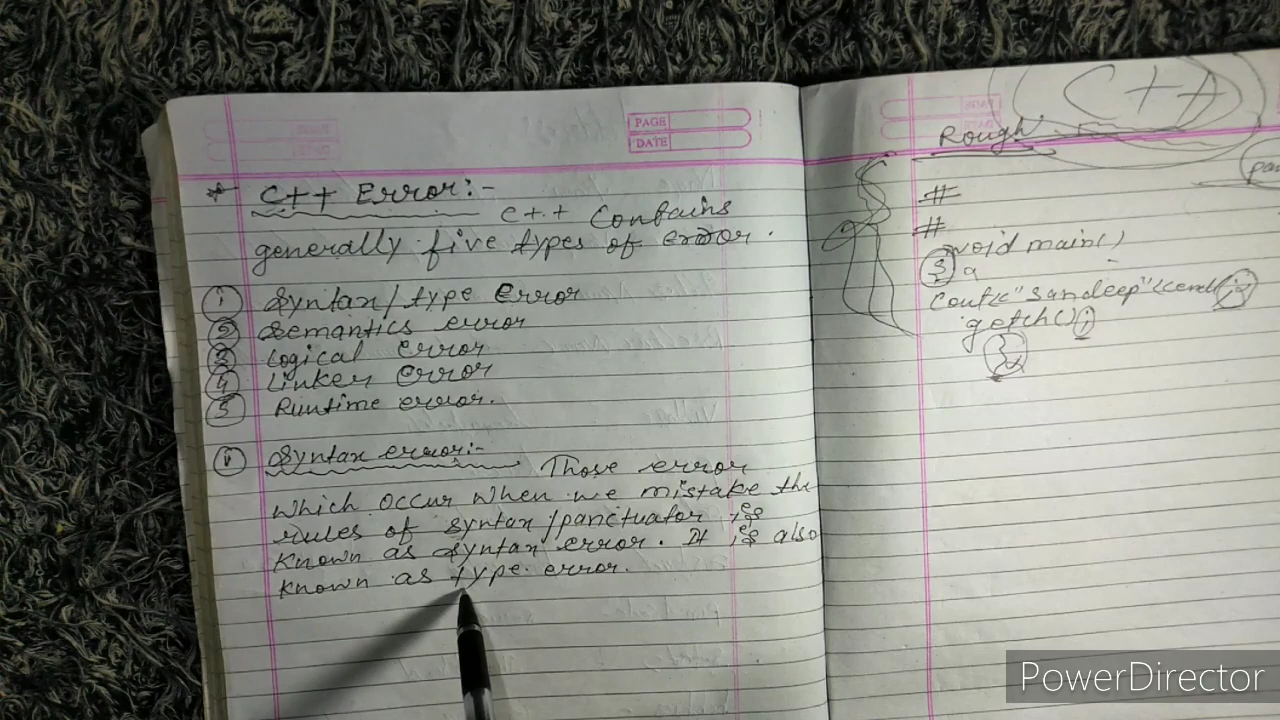 PAGE
DATE
* C++ Error:-
C++ Contains
generally five types of error.
① Syntax/type Error
② Semantics error
③ Logical error
④ Linker error
⑤ Runtime error.
① Syntax error:-
Those error
which occur when we mistake the
rules of syntax/panctuator is
known as syntax error. It is also
known as type error.
C++
Rough
#
#
void main()
{
Cout<<"Sandeep"<<endl;
getch();
}
PowerDirector